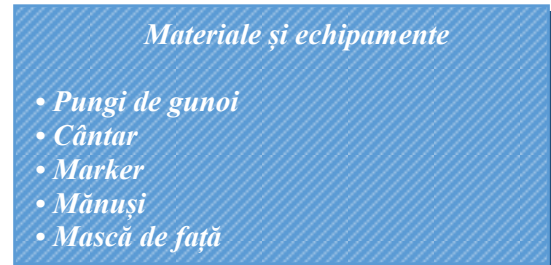 Materiale și echipamente
• Pungi de gunoi
• Cântar
• Marker
• Mănuși
• Mască de față